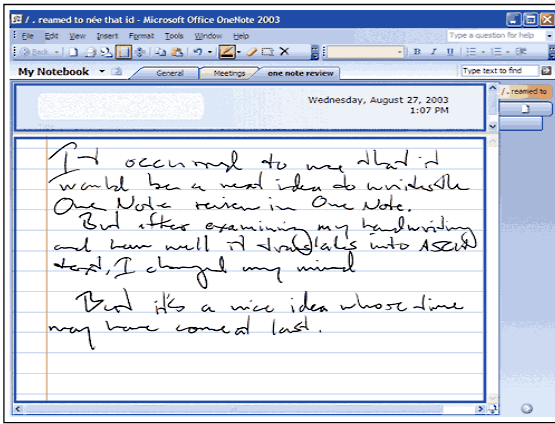 / . reamed to née that id - Microsoft Office OneNote 2003
File Edit View Insert Format Tools Window Help
Type a question for help
Back
B I U
My Notebook
General
Meetings
one note review
Type text to find
/ . reamed to
Wednesday, August 27, 2003
1:07 PM
It occurred to me that it
would be a neat idea to write the
One Note review in One Note.
But after examining my handwriting
and how well it translates into ASCII
text, I changed my mind
But it's a nice idea whose time
may have come at last.